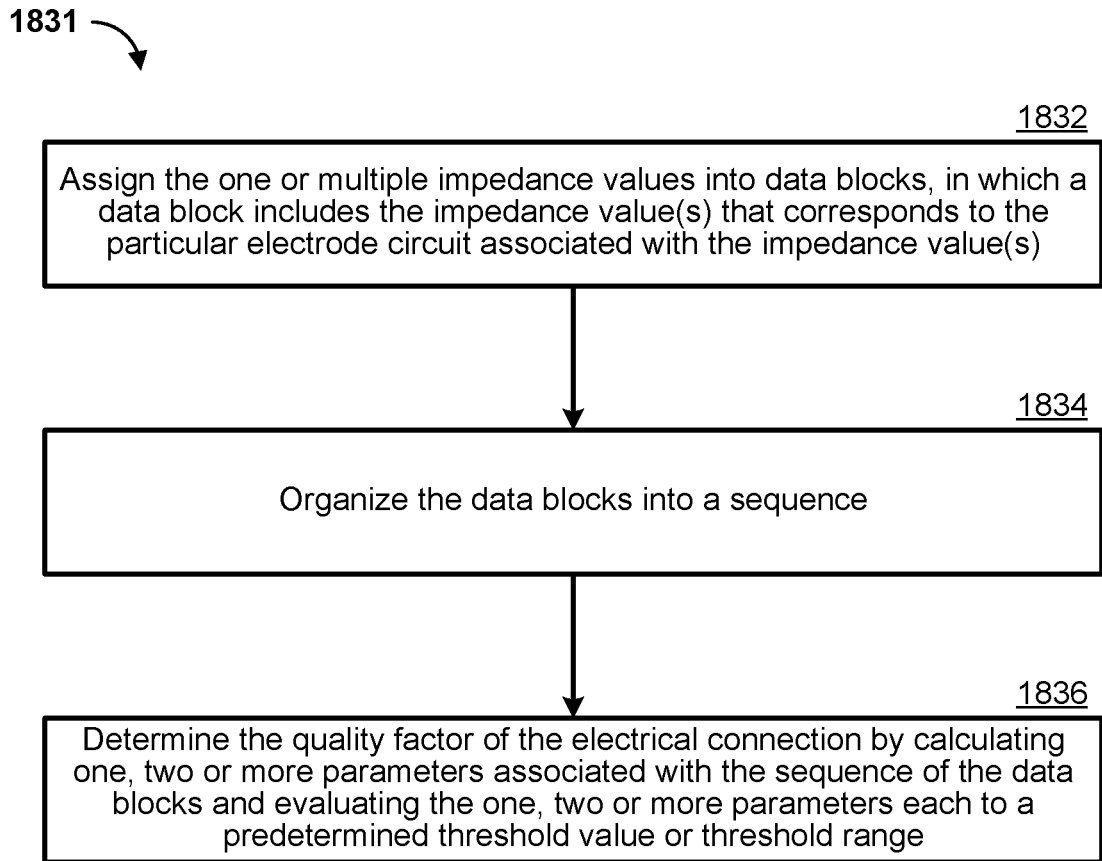 1831
1832
Assign the one or multiple impedance values into data blocks, in which a
data block includes the impedance value(s) that corresponds to the
particular electrode circuit associated with the impedance value(s)
1834
Organize the data blocks into a sequence
1836
Determine the quality factor of the electrical connection by calculating
one, two or more parameters associated with the sequence of the data
blocks and evaluating the one, two or more parameters each to a
predetermined threshold value or threshold range